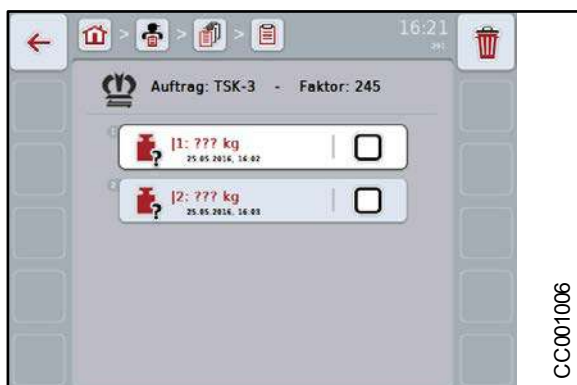 16:21
Auftrag: TSK-3 - Faktor: 245
|1: ??? kg
25.05.2016, 16:02
|2: ??? kg
25.05.2016, 16:03
CC001006